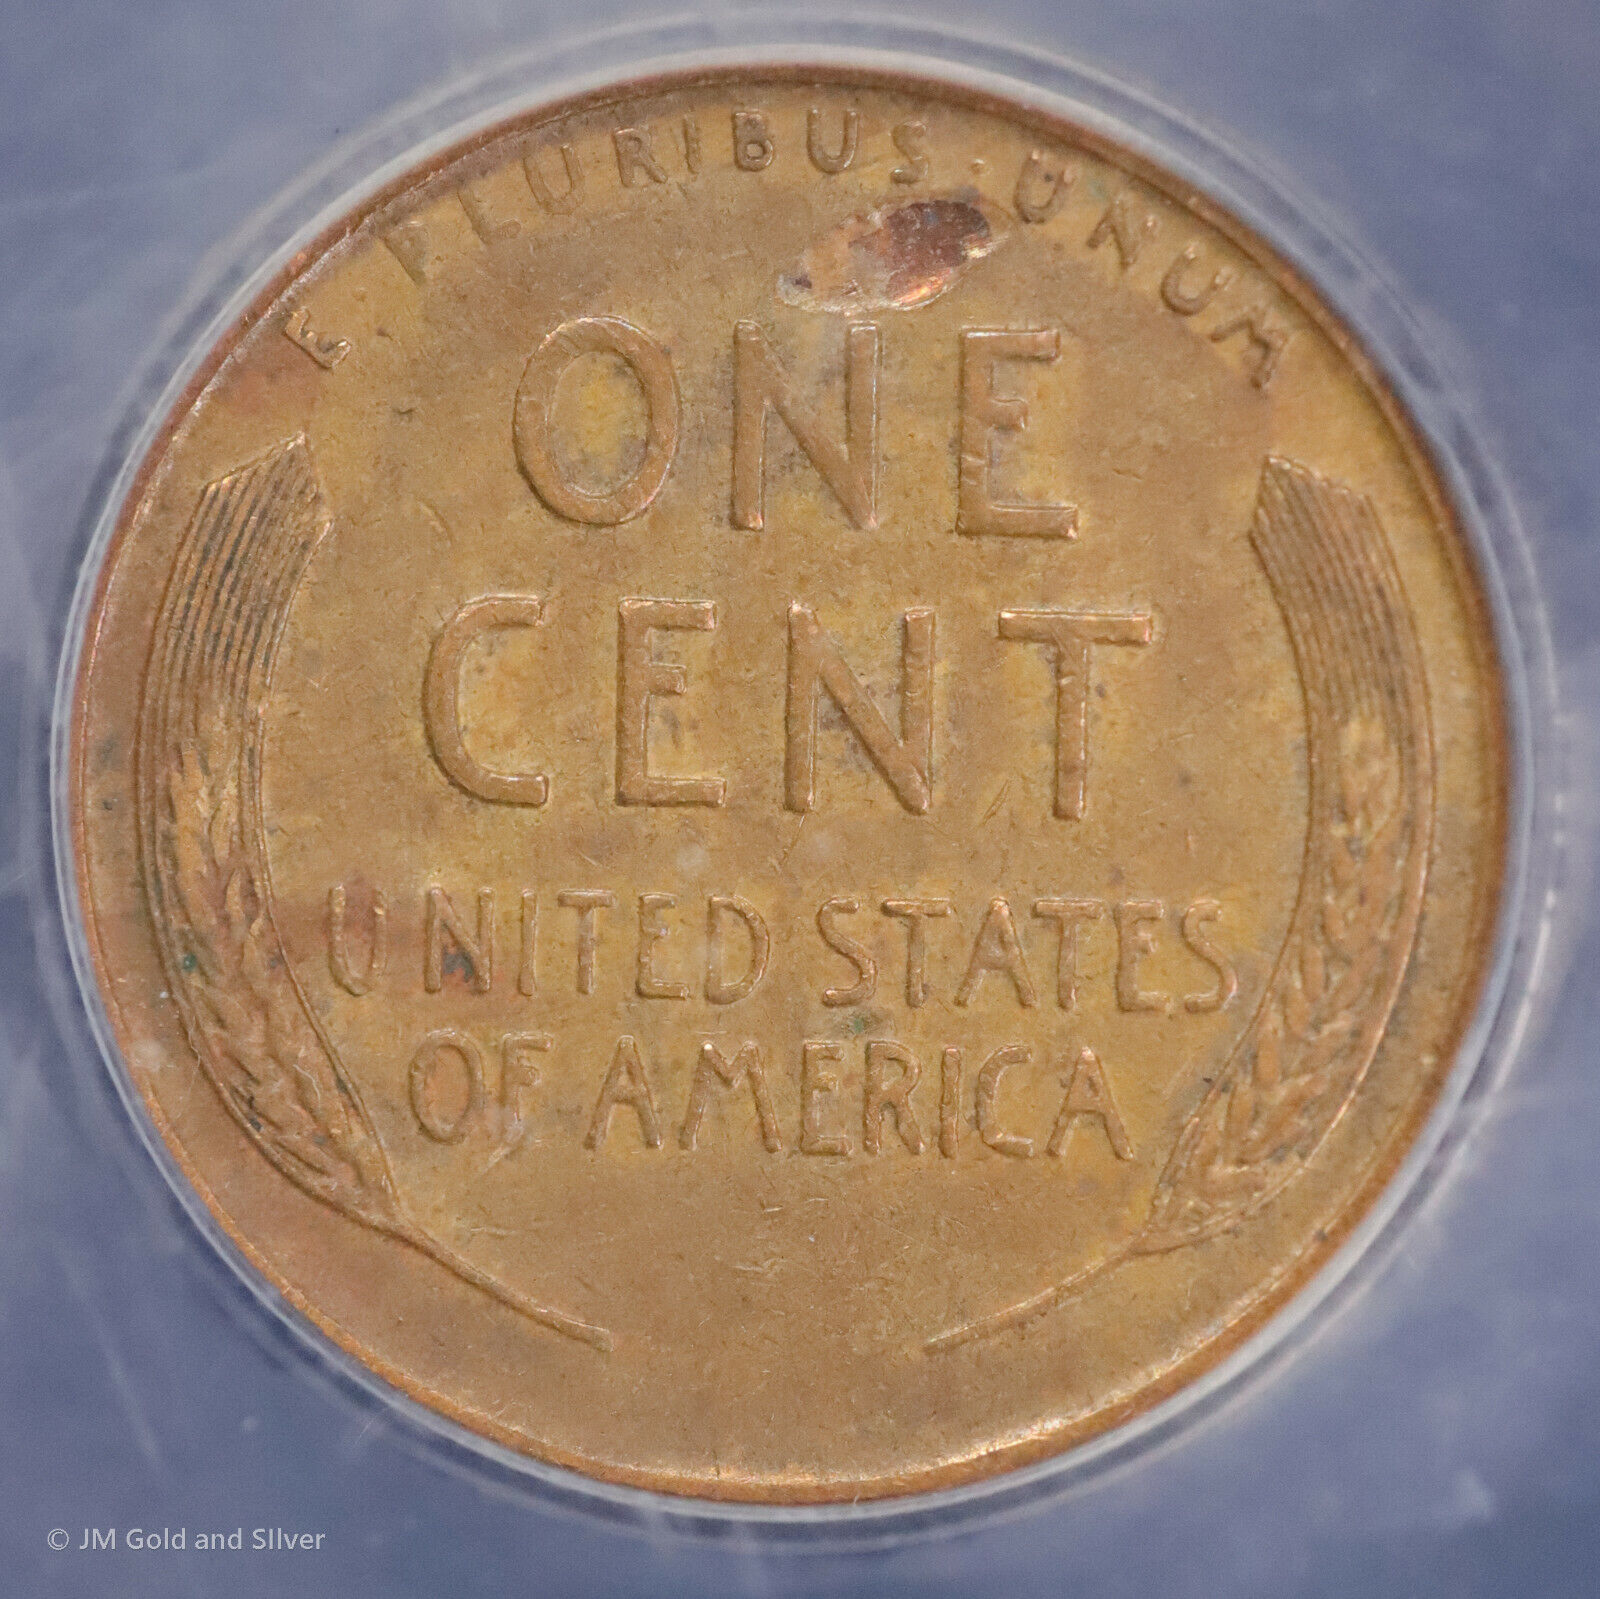 E PLURIBUS · UNUM
ONE
CENT
UNITED STATES
OF AMERICA
© JM Gold and SIlver